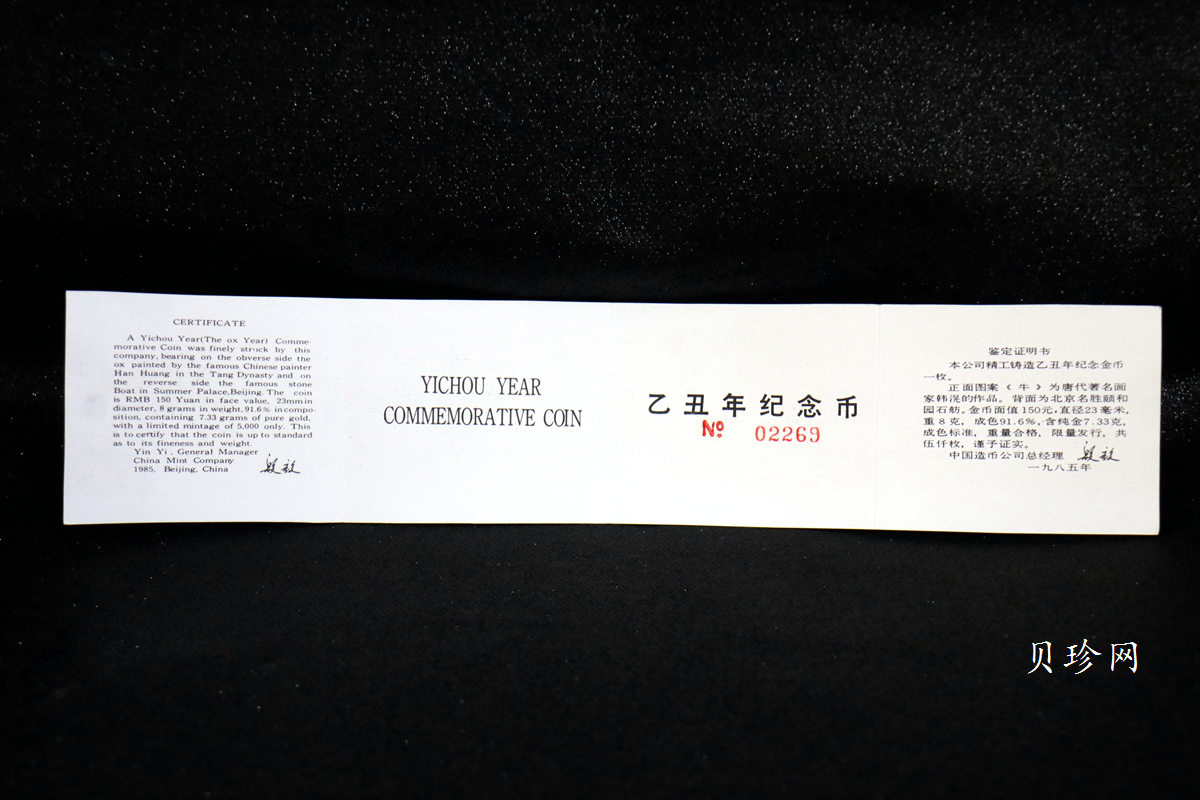 CERTIFICATE
A Yichou Year(The ox Year) Comme-
morative Coin was finely struck by this
company, bearing on the obverse side the
ox painted by the famous Chinese painter
Han Huang in the Tang Dynasty and on
the reverse side the famous stone
Boat in Summer Palace,Beijing. The coin
is RMB 150 Yuan in face value, 23mm in
diameter, 8 grams in weight,91.6% in compo-
sition, containing 7.33 grams of pure gold,
with a limited mintage of 5,000 only. This
is to certify that the coin is up to standard
as to its fineness and weight.
Yin Yi, General Manager
China Mint Company
1985, Beijing, China
YICHOU YEAR
COMMEMORATIVE COIN
乙丑年纪念币
№ 02269
鉴定证明书
本公司精工铸造乙丑年纪念金币
一枚。
正面图案《牛》为唐代著名画
家韩滉的作品。背面为北京名胜颐和
园石舫。金币面值150元,直径23毫米,
重8克,成色91.6%,含纯金7.33克,
成色标准,重量合格,限量发行,共
伍仟枚,谨予证实。
中国造币公司总经理
一九八五年
贝珍网